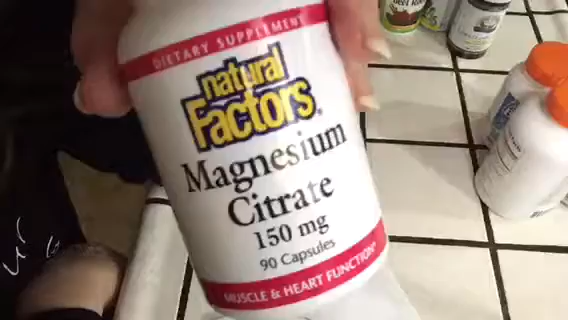 DIETARY SUPPLEMENT
natural
Factors®
Magnesium
Citrate
150 mg
90 Capsules
MUSCLE & HEART FUNCTION*